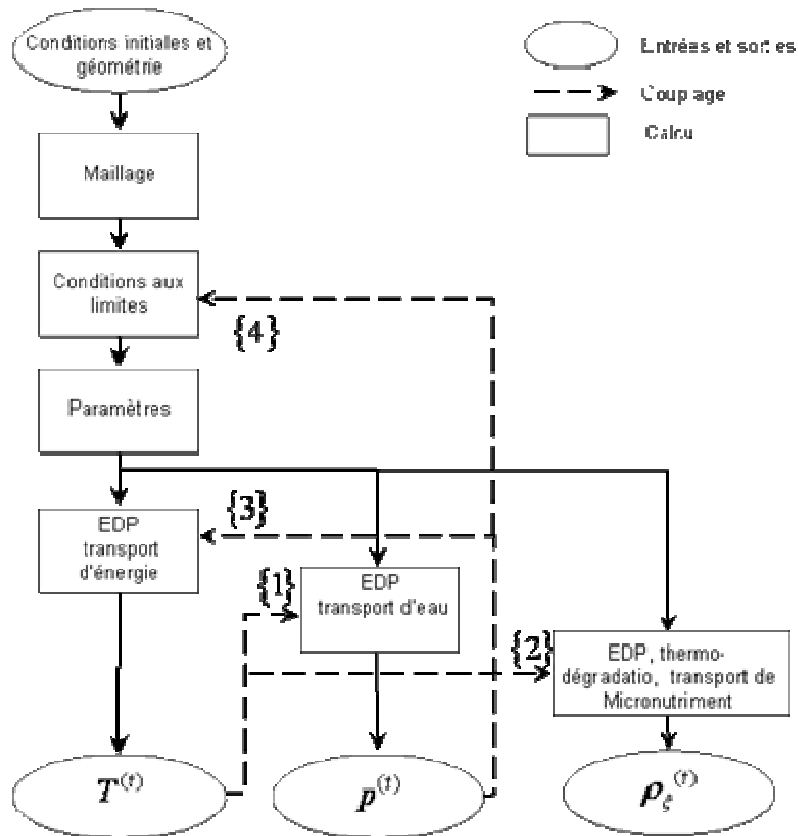 Conditions initiales et
géométrie
Entrées et sorties
Couplage
Calcul
Maillage
Conditions aux
limites
{4}
Paramètres
{3}
EDP
transport
d'énergie
{1}
EDP
transport d'eau
{2}
EDP, thermo-
dégradatio, transport de
Micronutriment
T^(t)
p̄^(t)
ρ_ξ^(t)